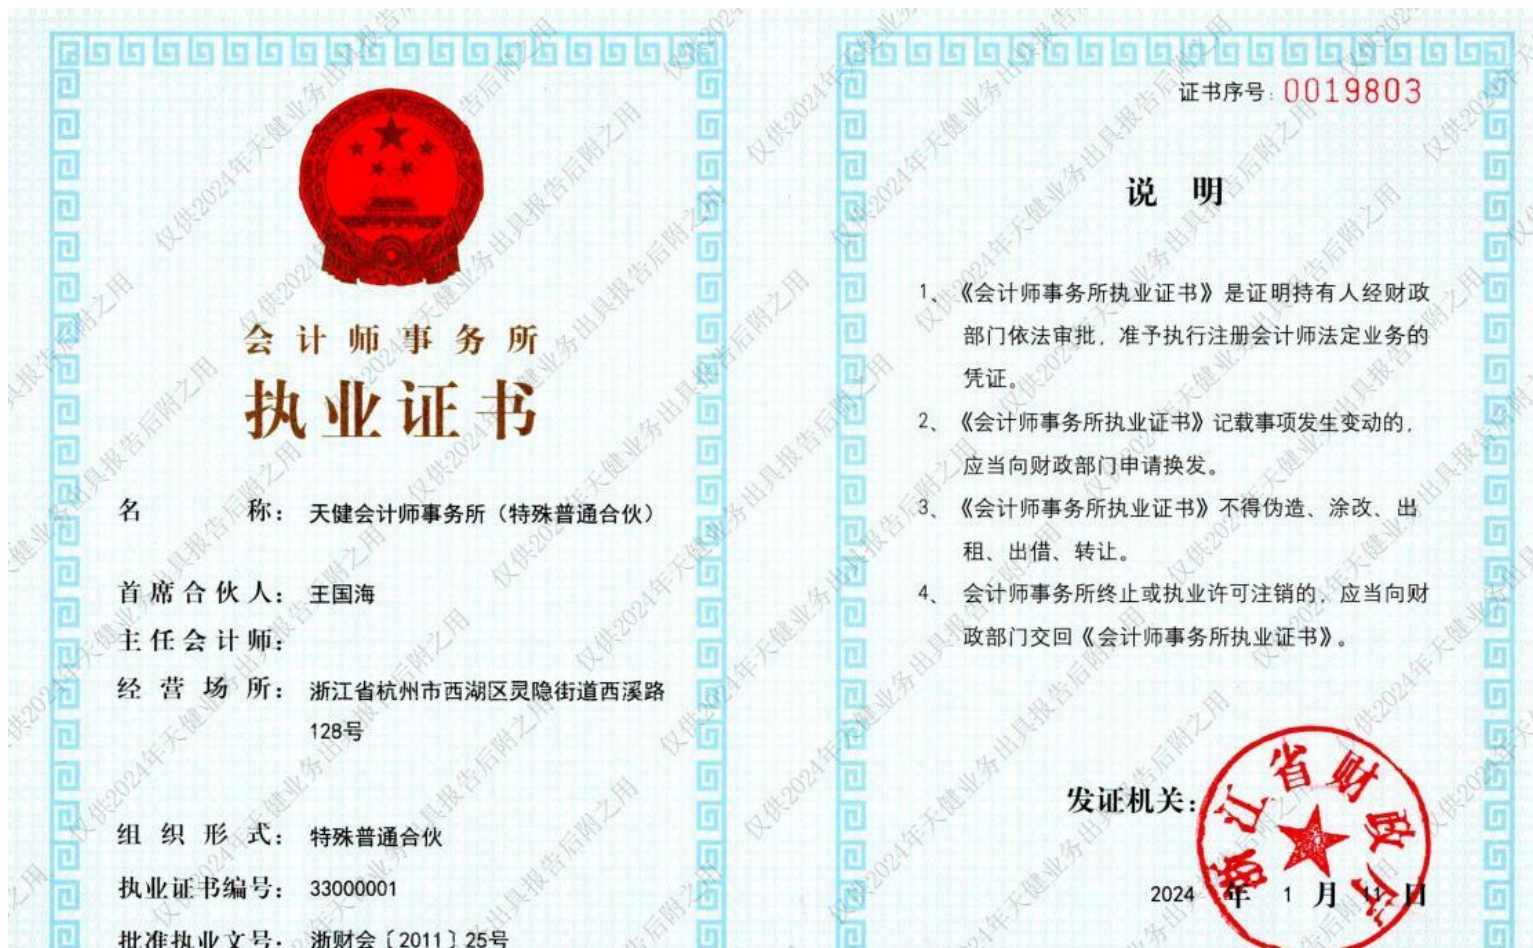 会计师事务所
执业证书
名 称： 天健会计师事务所（特殊普通合伙）
首席合伙人： 王国海
主任会计师：
经营场所： 浙江省杭州市西湖区灵隐街道西溪路
128号
组织形式： 特殊普通合伙
执业证书编号： 33000001
批准执业文号： 浙财会〔2011〕25号
证书序号：0019803
说 明
1、《会计师事务所执业证书》是证明持有人经财政
部门依法审批，准予执行注册会计师法定业务的
凭证。
2、《会计师事务所执业证书》记载事项发生变动的，
应当向财政部门申请换发。
3、《会计师事务所执业证书》不得伪造、涂改、出
租、出借、转让。
4、会计师事务所终止或执业许可注销的，应当向财
政部门交回《会计师事务所执业证书》。
发证机关：
浙江省财政厅
2024 年 1 月 11 日
仅供2024年天健业务出具报告后附之用